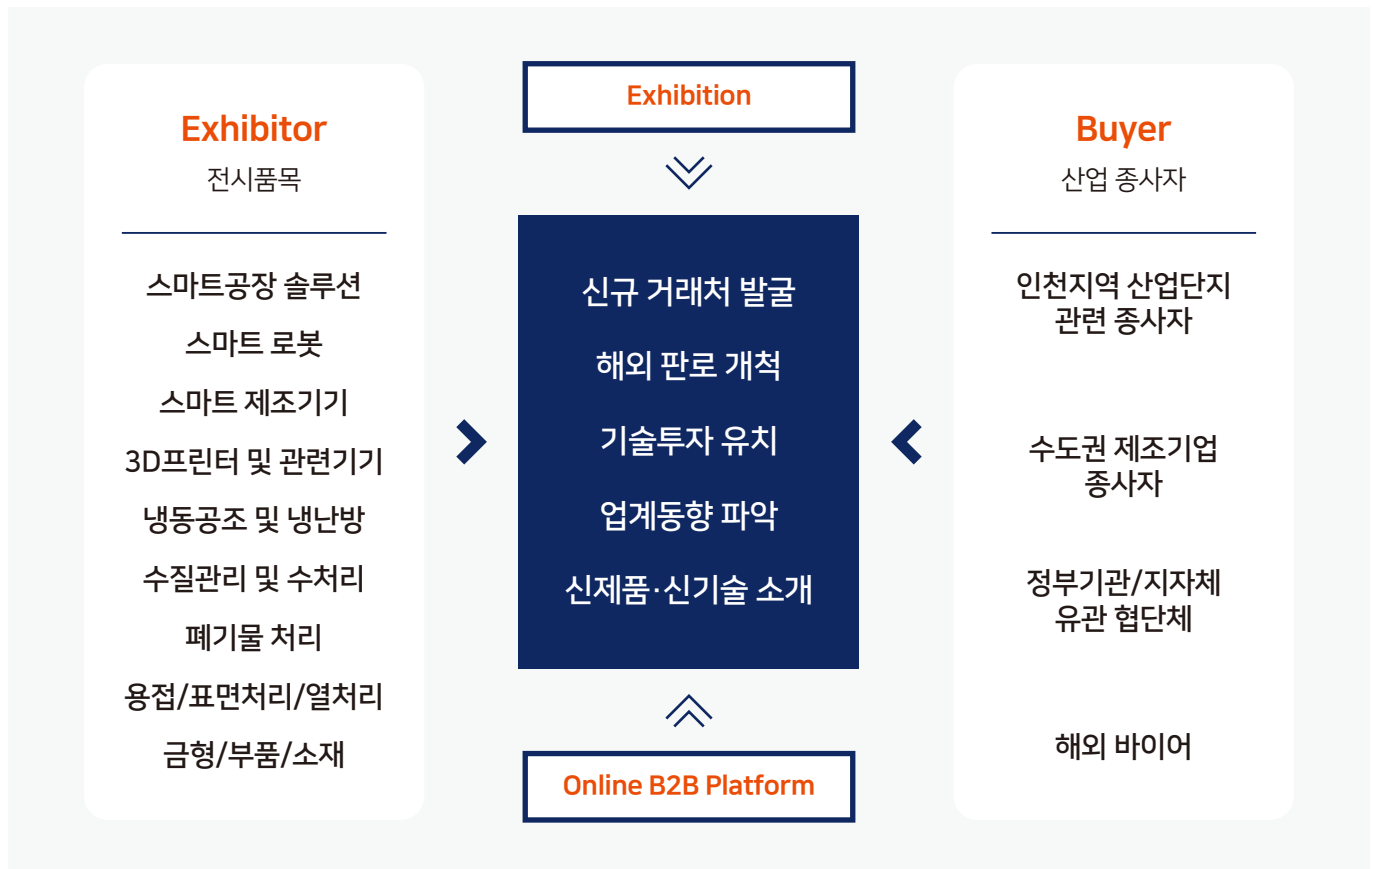 Exhibitor
전시품목
스마트공장 솔루션
스마트 로봇
스마트 제조기기
3D프린터 및 관련기기
냉동공조 및 냉난방
수질관리 및 수처리
폐기물 처리
용접/표면처리/열처리
금형/부품/소재
Exhibition
신규 거래처 발굴
해외 판로 개척
기술투자 유치
업계동향 파악
신제품·신기술 소개
Online B2B Platform
Buyer
산업 종사자
인천지역 산업단지
관련 종사자
수도권 제조기업
종사자
정부기관/지자체
유관 협단체
해외 바이어